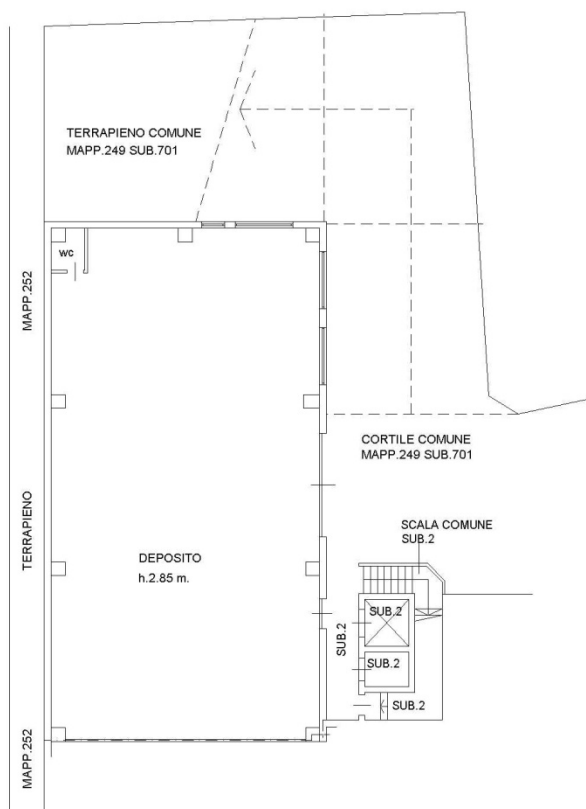 TERRAPIENO COMUNE
MAPP.249 SUB.701
wc
MAPP.252
CORTILE COMUNE
MAPP.249 SUB.701
TERRAPIENO
SCALA COMUNE
SUB.2
DEPOSITO
h.2.85 m.
SUB.2
SUB.2
SUB.2
SUB.2
MAPP.252